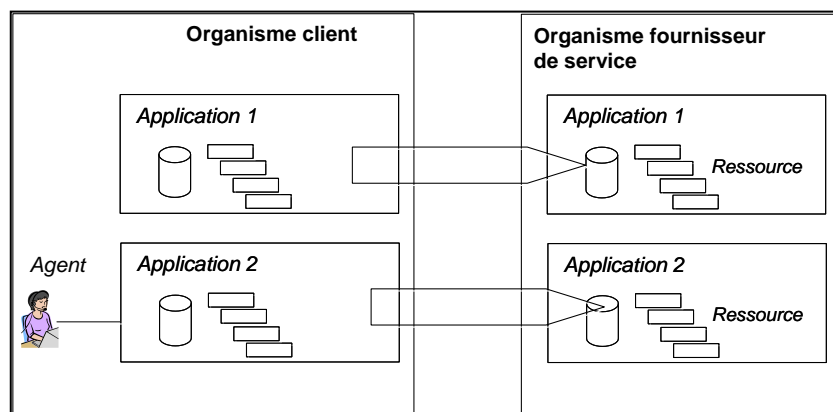 Organisme client
Organisme fournisseur
de service
Application 1
Application 1
Ressource
Agent
Application 2
Application 2
Ressource